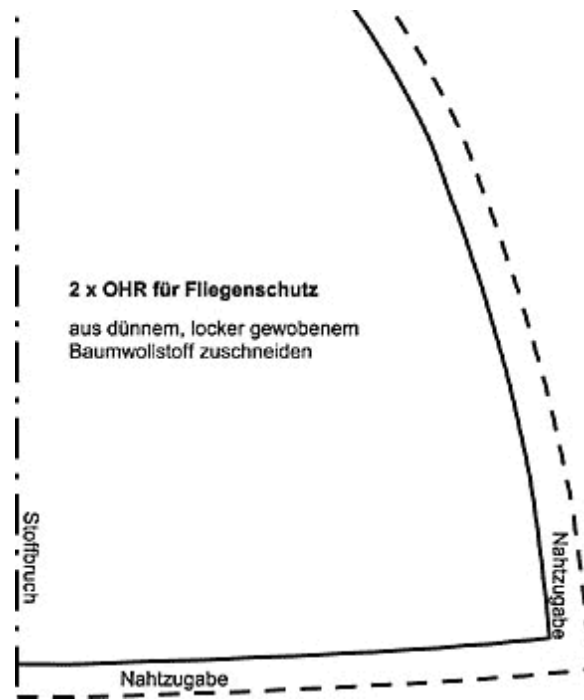 2 x OHR für Fliegenschutz
aus dünnem, locker gewobenem
Baumwollstoff zuschneiden
Stoffbruch
Nahtzugabe
Nahtzugabe